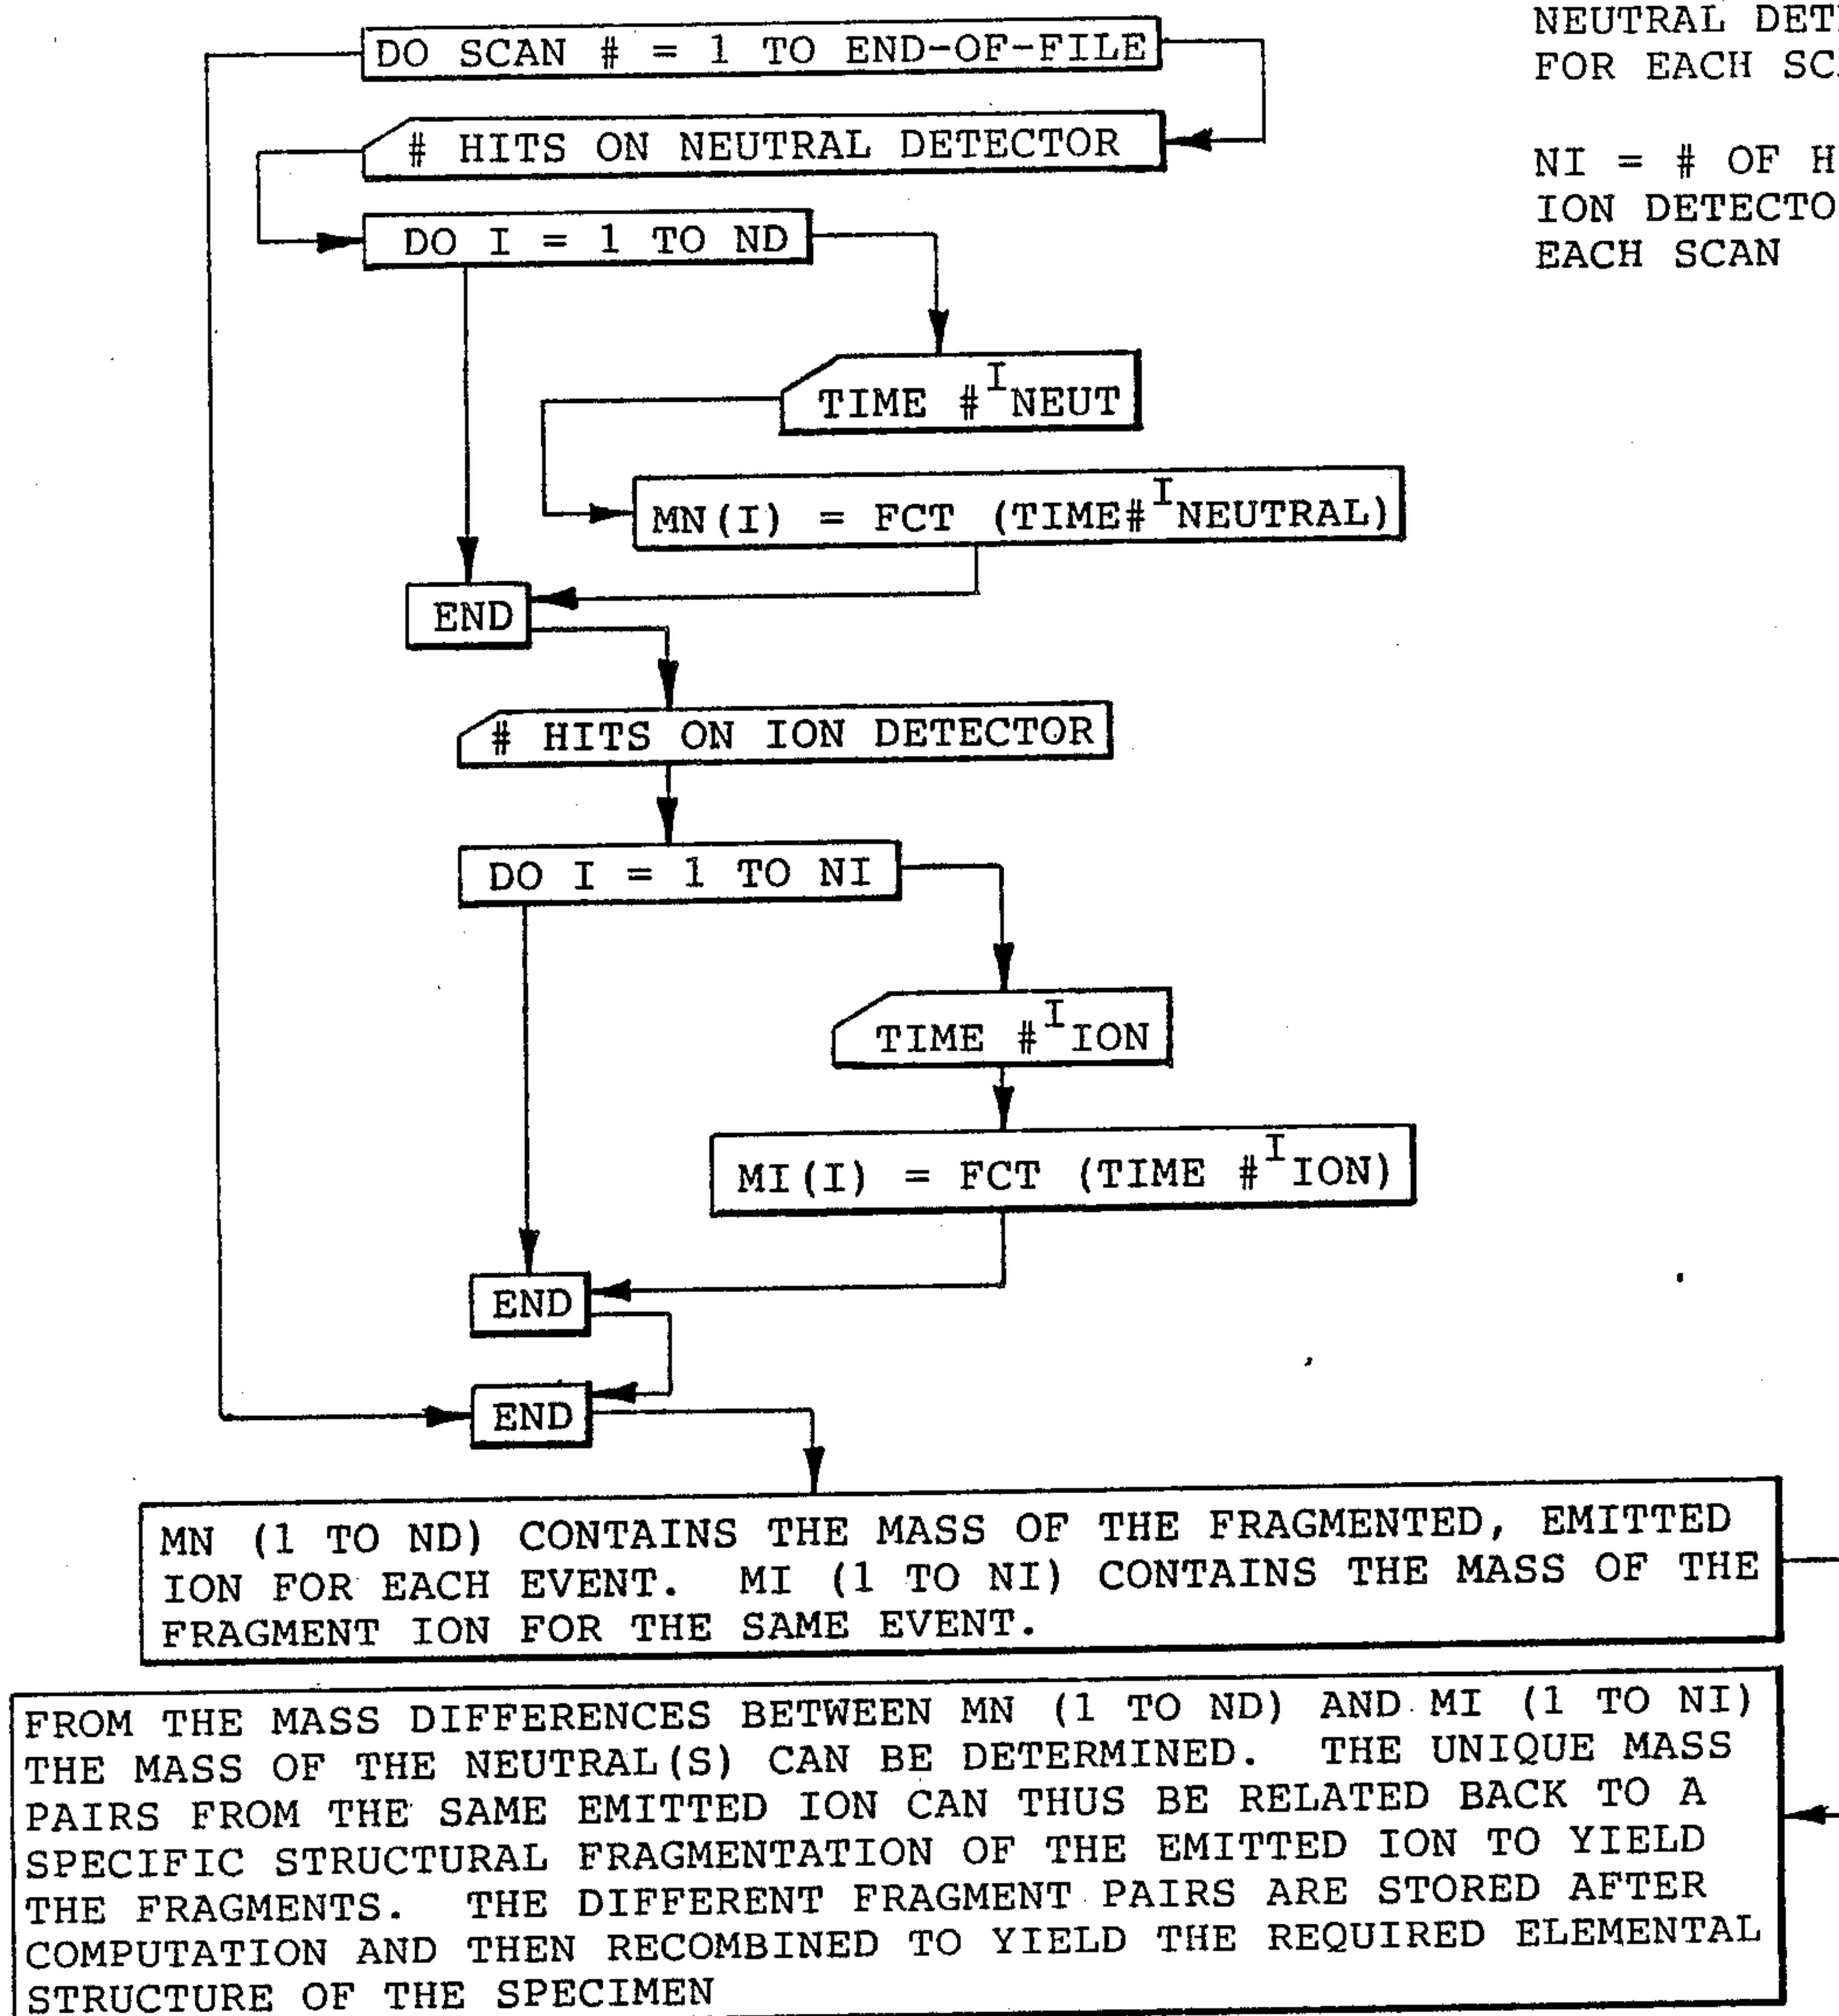 NEUTRAL
FOR EACH
NI = # OF
ION
EACH SCAN
DO SCAN # = 1 TO END-OF-FILE
# HITS ON NEUTRAL DETECTOR
DO I = 1 TO ND
TIME #I NEUT
MN(I) = FCT (TIME#I NEUTRAL)
END
# HITS ON ION DETECTOR
DO I = 1 TO NI
TIME #I ION
MI(I) = FCT (TIME #I ION)
END
END
MN (1 TO ND) CONTAINS THE MASS OF THE FRAGMENTED, EMITTED
ION FOR EACH EVENT. MI (1 TO NI) CONTAINS THE MASS OF THE
FRAGMENT ION FOR THE SAME EVENT.
FROM THE MASS DIFFERENCES BETWEEN MN (1 TO ND) AND MI (1 TO NI)
THE MASS OF THE NEUTRAL(S) CAN BE DETERMINED. THE UNIQUE MASS
PAIRS FROM THE SAME EMITTED ION CAN THUS BE RELATED BACK TO A
SPECIFIC STRUCTURAL FRAGMENTATION OF THE EMITTED ION TO YIELD
THE FRAGMENTS. THE DIFFERENT FRAGMENT PAIRS ARE STORED AFTER
COMPUTATION AND THEN RECOMBINED TO YIELD THE REQUIRED ELEMENTAL
STRUCTURE OF THE SPECIMEN